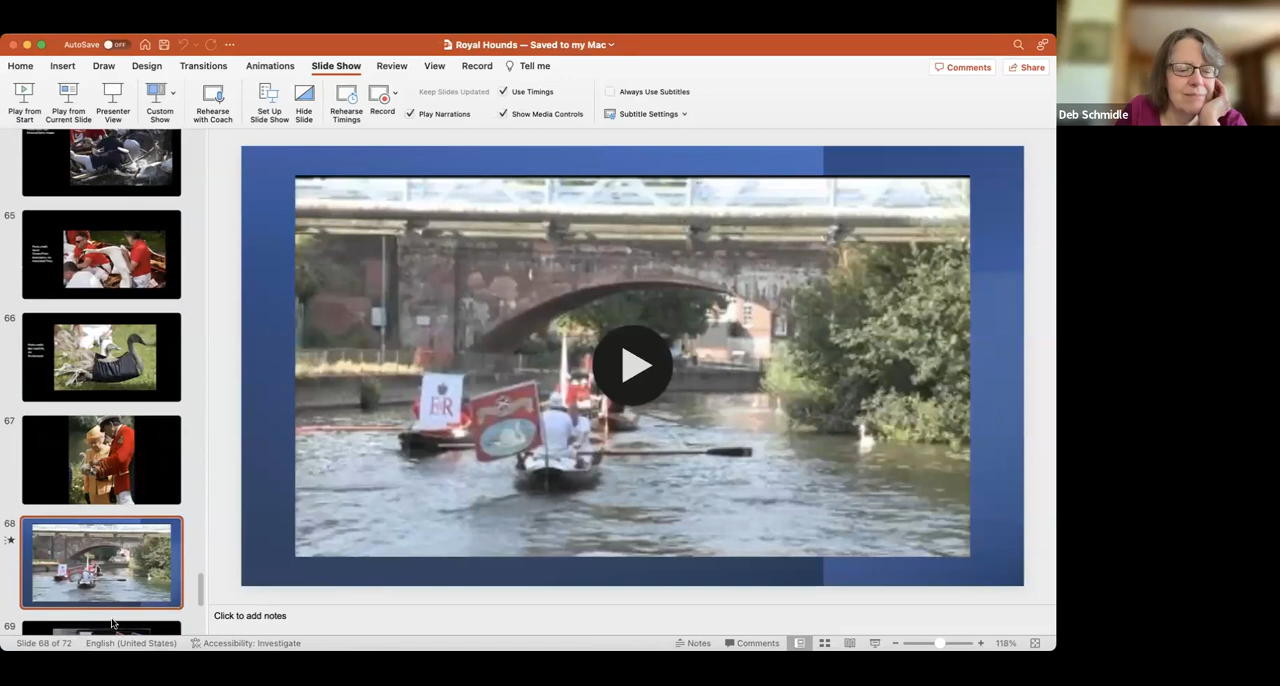 AutoSave OFF
Royal Hounds — Saved to my Mac
Home Insert Draw Design Transitions Animations Slide Show Review View Record Tell me
Comments Share
Play from Start
Play from Current Slide
Presenter View
Custom Show
Rehearse with Coach
Set Up Slide Show
Hide Slide
Rehearse Timings
Record
Keep Slides Updated
Use Timings
Play Narrations
Show Media Controls
Always Use Subtitles
Subtitle Settings
Deb Schmidle
65
66
67
68
69
ER
Click to add notes
Slide 68 of 72 English (United States) Accessibility: Investigate Notes Comments 118%